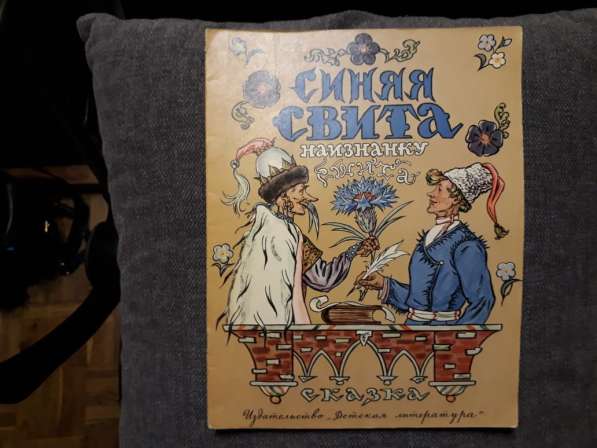 СИНЯЯ
СВИТА
НАИЗНАНКУ
СШИТА
СКАЗКА
Издательство „Детская литература"